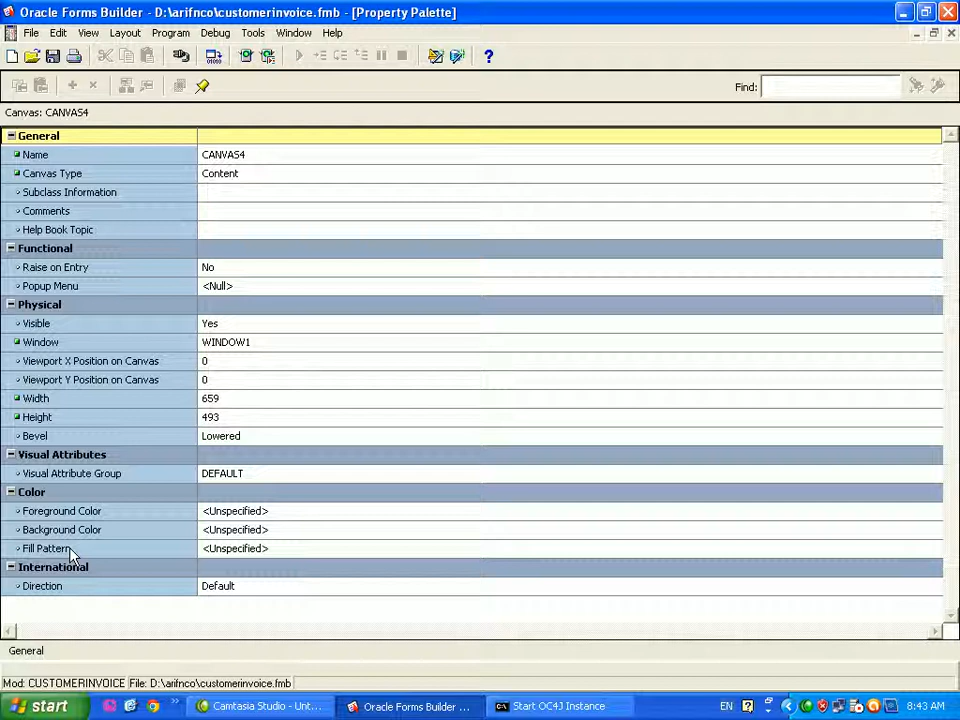 Oracle Forms Builder - D:\arifnco\customerinvoice.fmb - [Property Palette]
File Edit View Layout Program Debug Tools Window Help
Find:
Canvas: CANVAS4
General
Name CANVAS4
Canvas Type Content
Subclass Information
Comments
Help Book Topic
Functional
Raise on Entry No
Popup Menu <Null>
Physical
Visible Yes
Window WINDOW1
Viewport X Position on Canvas 0
Viewport Y Position on Canvas 0
Width 659
Height 493
Bevel Lowered
Visual Attributes
Visual Attribute Group DEFAULT
Color
Foreground Color <Unspecified>
Background Color <Unspecified>
Fill Pattern <Unspecified>
International
Direction Default
General
Mod: CUSTOMERINVOICE File: D:\arifnco\customerinvoice.fmb
start Camtasia Studio - Unt... Oracle Forms Builder ... Start OC4J Instance EN 8:43 AM